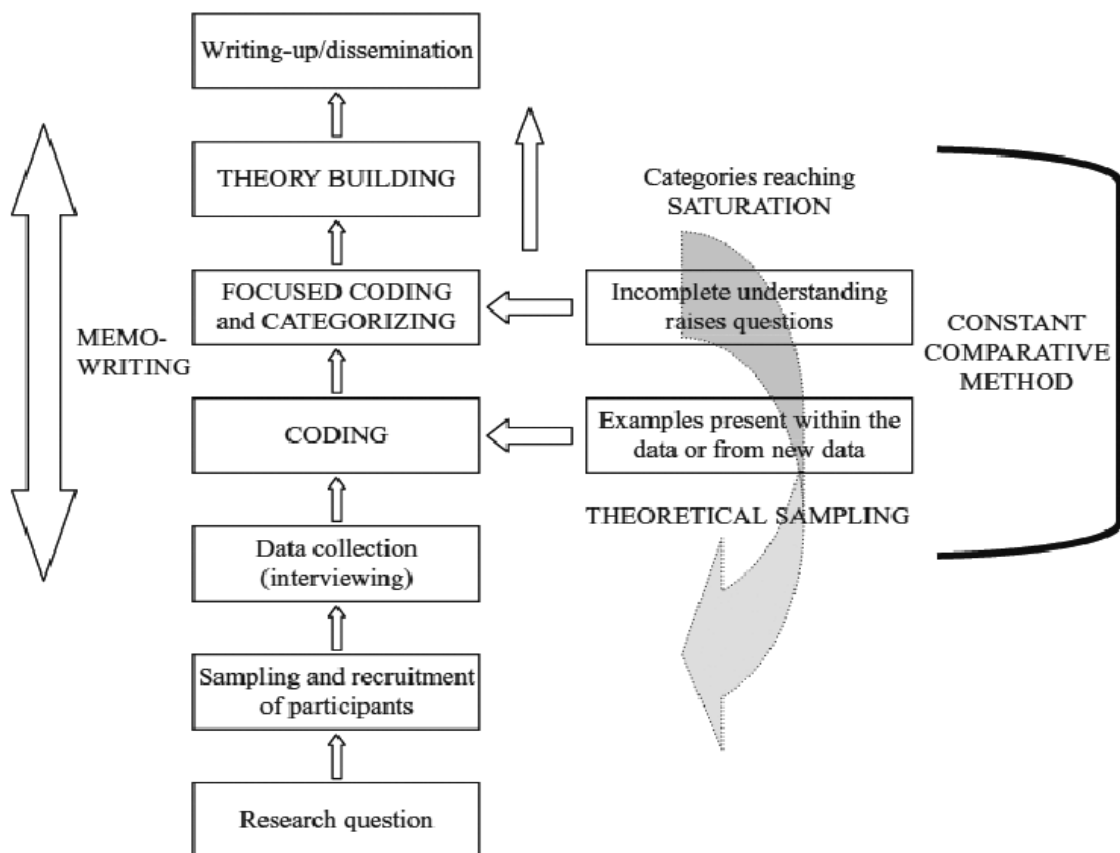 Writing-up/dissemination
THEORY BUILDING
Categories reaching
SATURATION
FOCUSED CODING
and CATEGORIZING
Incomplete understanding
raises questions
MEMO-
WRITING
CONSTANT
COMPARATIVE
METHOD
CODING
Examples present within the
data or from new data
THEORETICAL SAMPLING
Data collection
(interviewing)
Sampling and recruitment
of participants
Research question